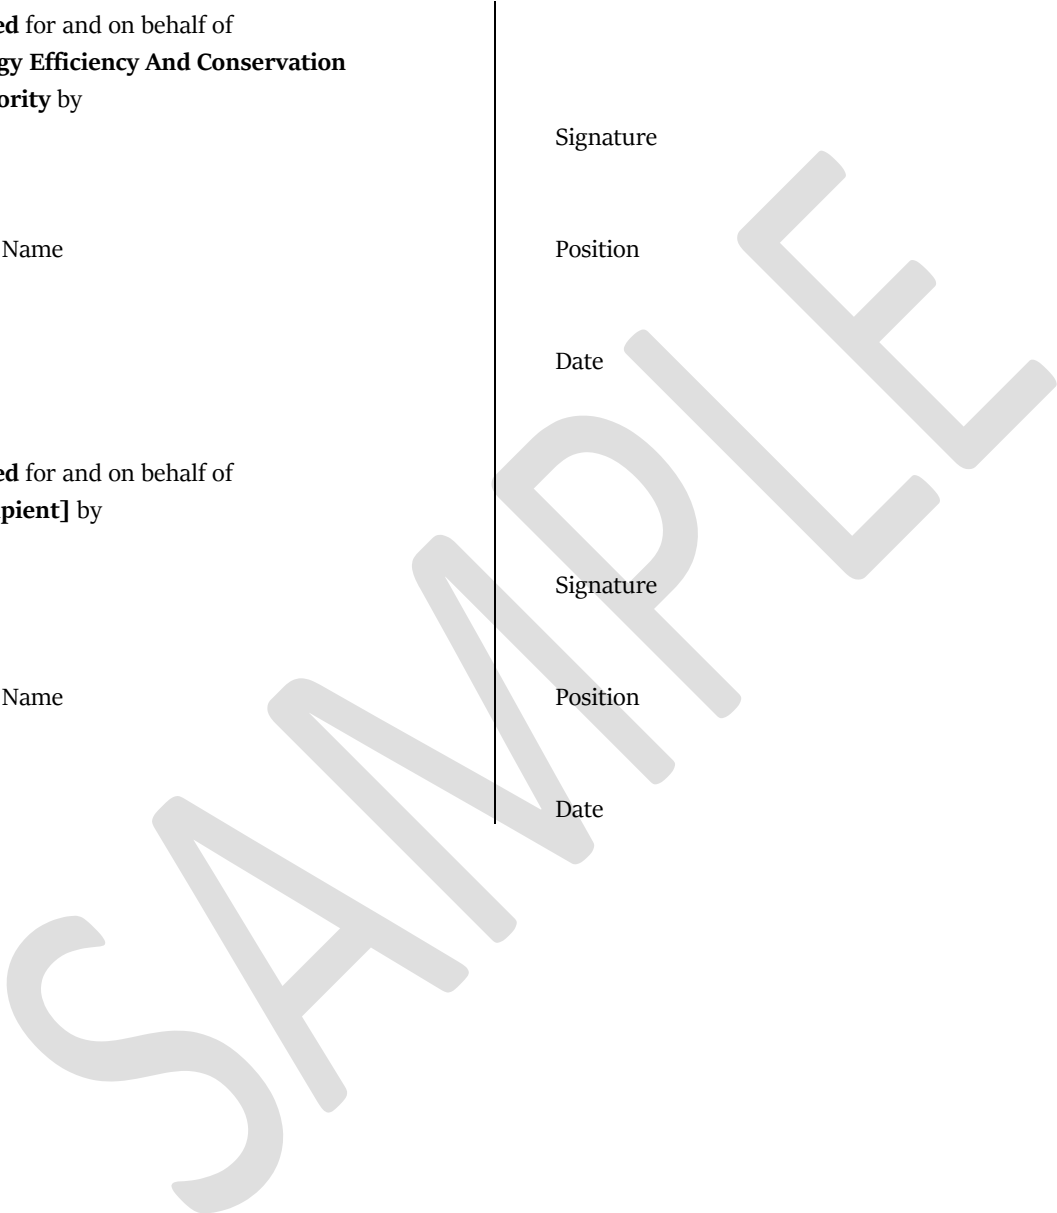 ed for and on behalf of
gy Efficiency And Conservation
ority by
Signature
Name
Position
Date
ed for and on behalf of
pient] by
Signature
Name
Position
Date
SAMPLE